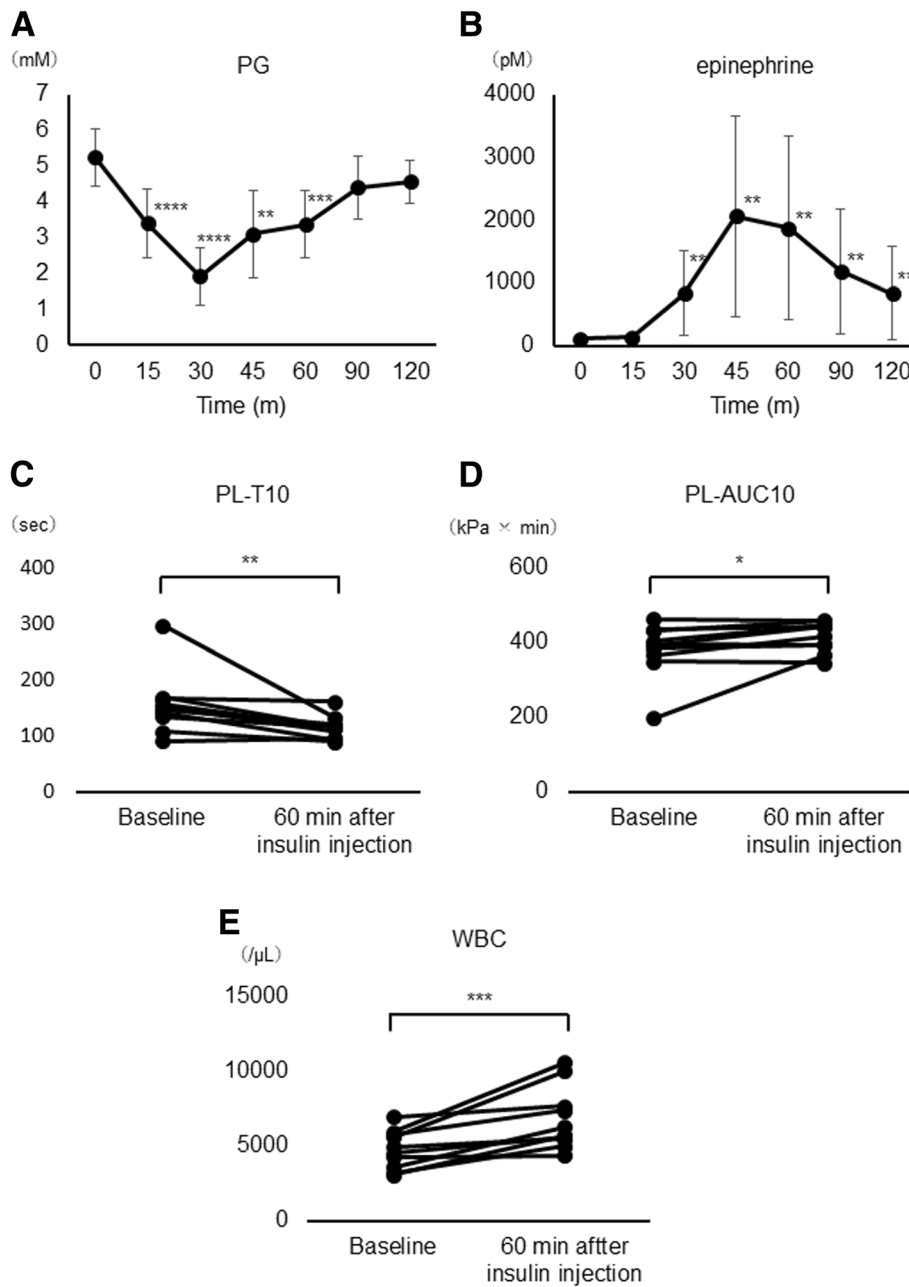 A
PG
(mM)
7
6
5
4
3
2
1
0
****
****
**
***
0 15 30 45 60 90 120
Time (m)
B
epinephrine
(pM)
4000
3000
2000
1000
0
**
**
**
**
**
0 15 30 45 60 90 120
Time (m)
C
PL-T10
(sec)
400
300
200
100
0
**
Baseline
60 min after
insulin injection
D
PL-AUC10
(kPa × min)
600
400
200
0
*
Baseline
60 min after
insulin injection
E
WBC
(/μL)
15000
10000
5000
0
***
Baseline
60 min aftter
insulin injection